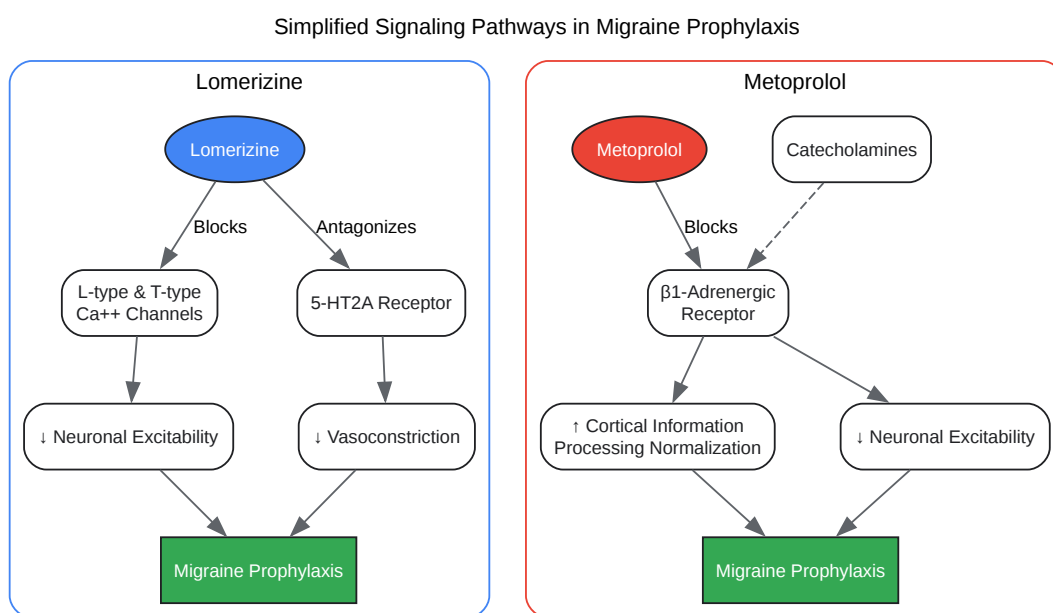 Simplified Signaling Pathways in Migraine Prophylaxis
Lomerizine
Lomerizine
Blocks
Antagonizes
L-type & T-type
Ca++ Channels
5-HT2A Receptor
↓ Neuronal Excitability
↓ Vasoconstriction
Migraine Prophylaxis
Metoprolol
Metoprolol
Catecholamines
Blocks
β1-Adrenergic
Receptor
↑ Cortical Information
Processing Normalization
↓ Neuronal Excitability
Migraine Prophylaxis